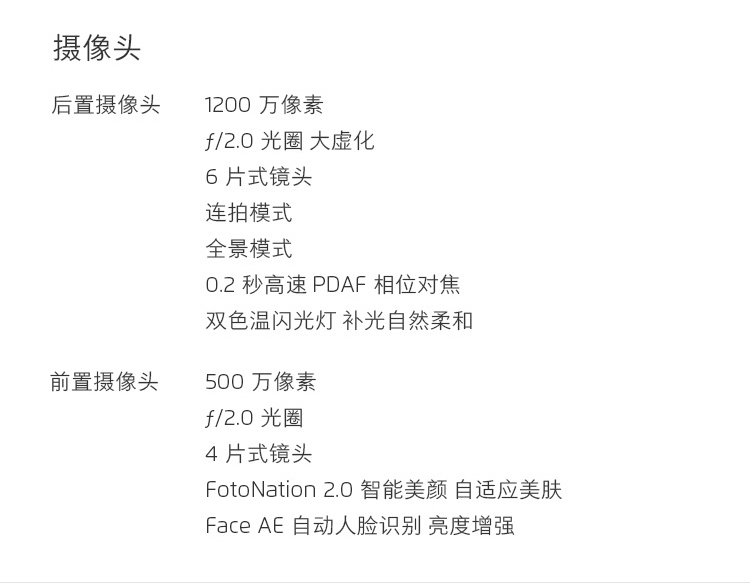 摄像头
后置摄像头 1200 万像素
ƒ/2.0 光圈 大虚化
6 片式镜头
连拍模式
全景模式
0.2 秒高速 PDAF 相位对焦
双色温闪光灯 补光自然柔和
前置摄像头 500 万像素
ƒ/2.0 光圈
4 片式镜头
FotoNation 2.0 智能美颜 自适应美肤
Face AE 自动人脸识别 亮度增强